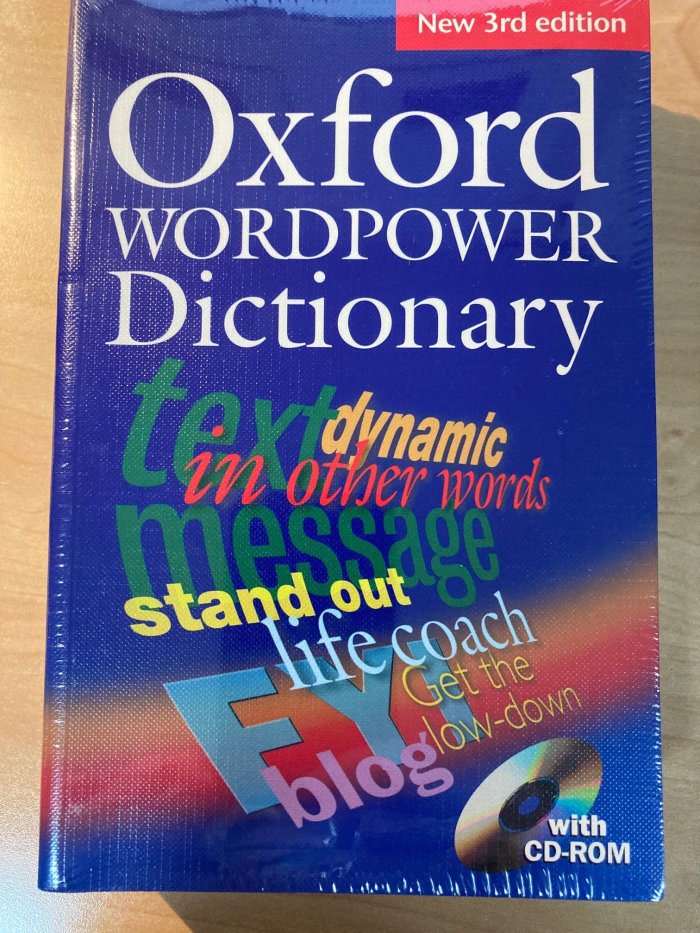 New 3rd edition
Oxford
WORDPOWER
Dictionary
text
dynamic
in other words
message
stand out
life coach
FYI
Get the
low-down
blog
with
CD-ROM